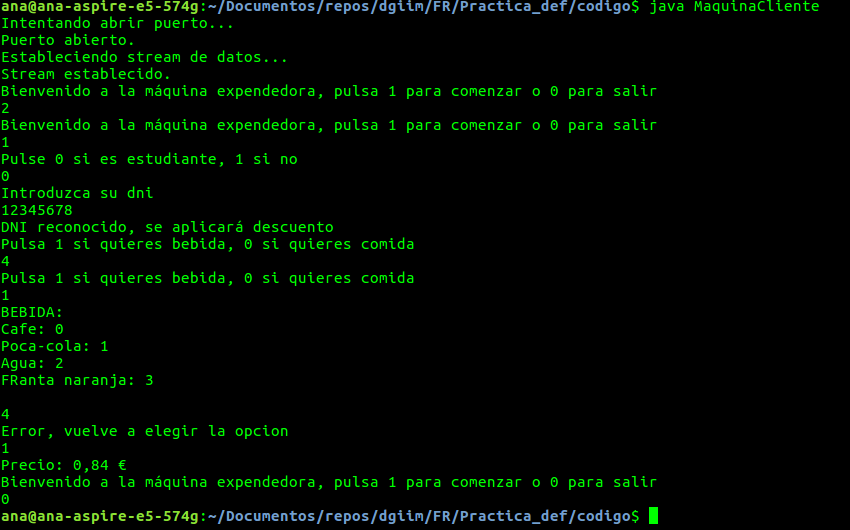 ana@ana-aspire-e5-574g:~/Documentos/repos/dgiim/FR/Practica_def/codigo$ java MaquinaCliente
Intentando abrir puerto...
Puerto abierto.
Estableciendo stream de datos...
Stream establecido.
Bienvenido a la máquina expendedora, pulsa 1 para comenzar o 0 para salir
2
Bienvenido a la máquina expendedora, pulsa 1 para comenzar o 0 para salir
1
Pulse 0 si es estudiante, 1 si no
0
Introduzca su dni
12345678
DNI reconocido, se aplicará descuento
Pulsa 1 si quieres bebida, 0 si quieres comida
4
Pulsa 1 si quieres bebida, 0 si quieres comida
1
BEBIDA:
Cafe: 0
Poca-cola: 1
Agua: 2
FRanta naranja: 3
4
Error, vuelve a elegir la opcion
1
Precio: 0,84 €
Bienvenido a la máquina expendedora, pulsa 1 para comenzar o 0 para salir
0
ana@ana-aspire-e5-574g:~/Documentos/repos/dgiim/FR/Practica_def/codigo$